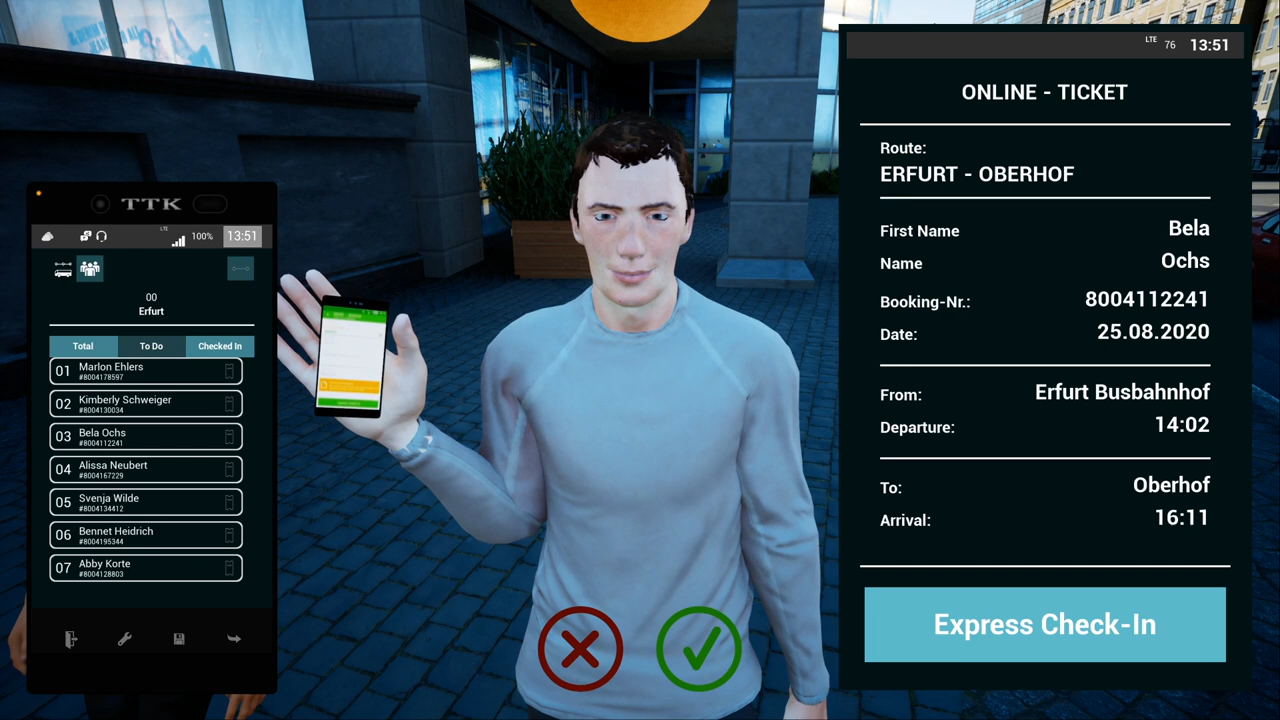 TTK
LTE
100%
13:51
00
Erfurt
Total
To Do
Checked In
01
Marlon Ehlers
#8004178597
02
Kimberly Schweiger
#8004130034
03
Bela Ochs
#8004112241
04
Alissa Neubert
#8004167229
05
Svenja Wilde
#8004134412
06
Bennet Heidrich
#8004195344
07
Abby Korte
#8004128803
LTE 76 13:51
ONLINE - TICKET
Route:
ERFURT - OBERHOF
First Name Bela
Name Ochs
Booking-Nr.: 8004112241
Date: 25.08.2020
From: Erfurt Busbahnhof
Departure: 14:02
To: Oberhof
Arrival: 16:11
Express Check-In